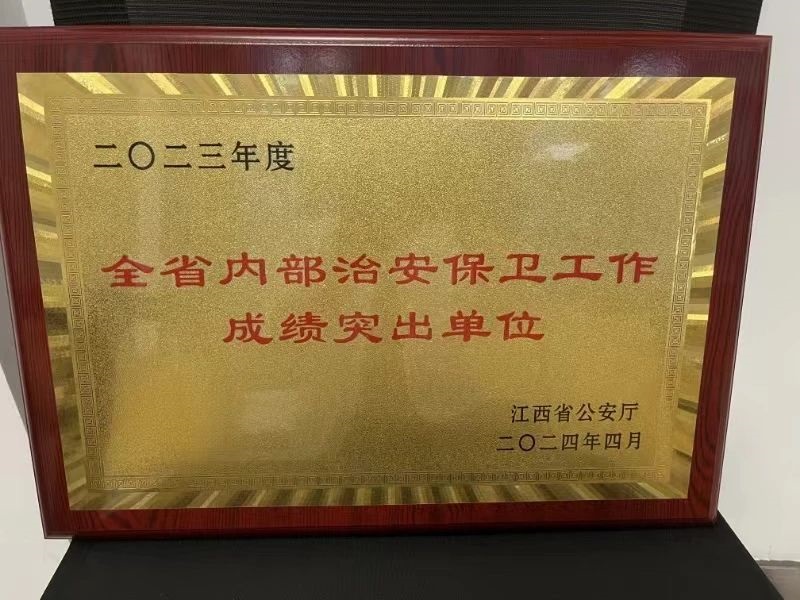 二〇二三年度
全省内部治安保卫工作
成绩突出单位
江西省公安厅
二〇二四年四月